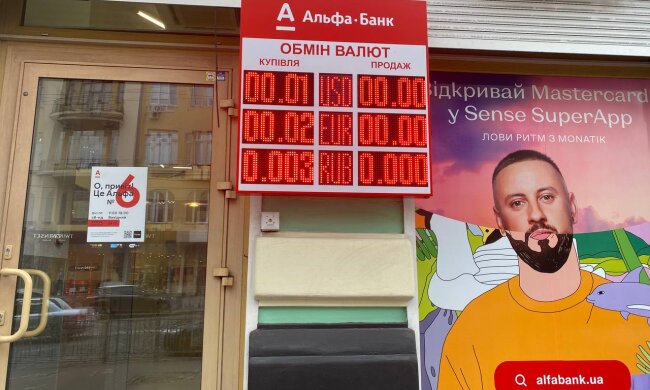 Альфа·Банк
ОБМІН ВАЛЮТ
КУПІВЛЯ ПРОДАЖ
00.01 USD 00.00
00.02 EUR 00.00
0.003 RUB 0.000
О, привіт!
Це Альфа
№ 6
Відкривай Mastercard
у Sense SuperApp
ЛОВИ РИТМ З MONATIK
alfabank.ua